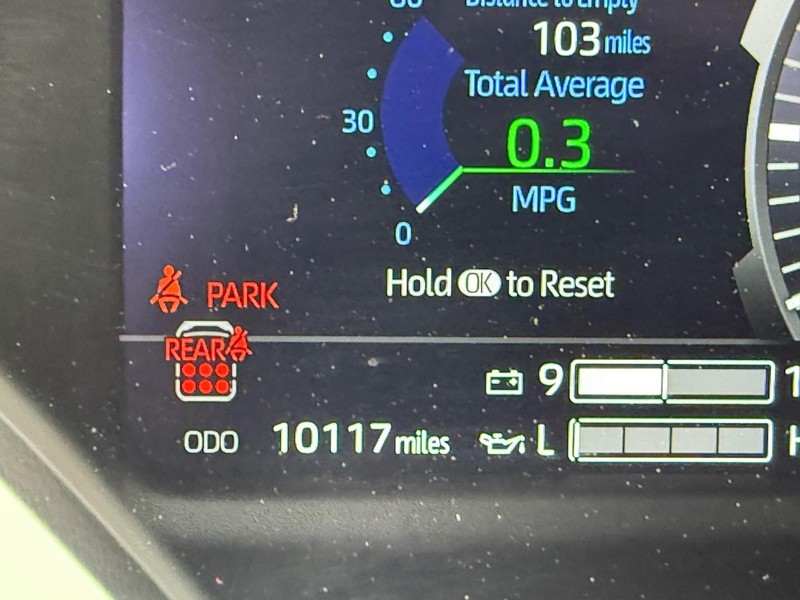 Distance to Empty
103 miles
Total Average
30
0.3
MPG
0
Hold OK to Reset
PARK
REAR
9
ODO 10117 miles
L